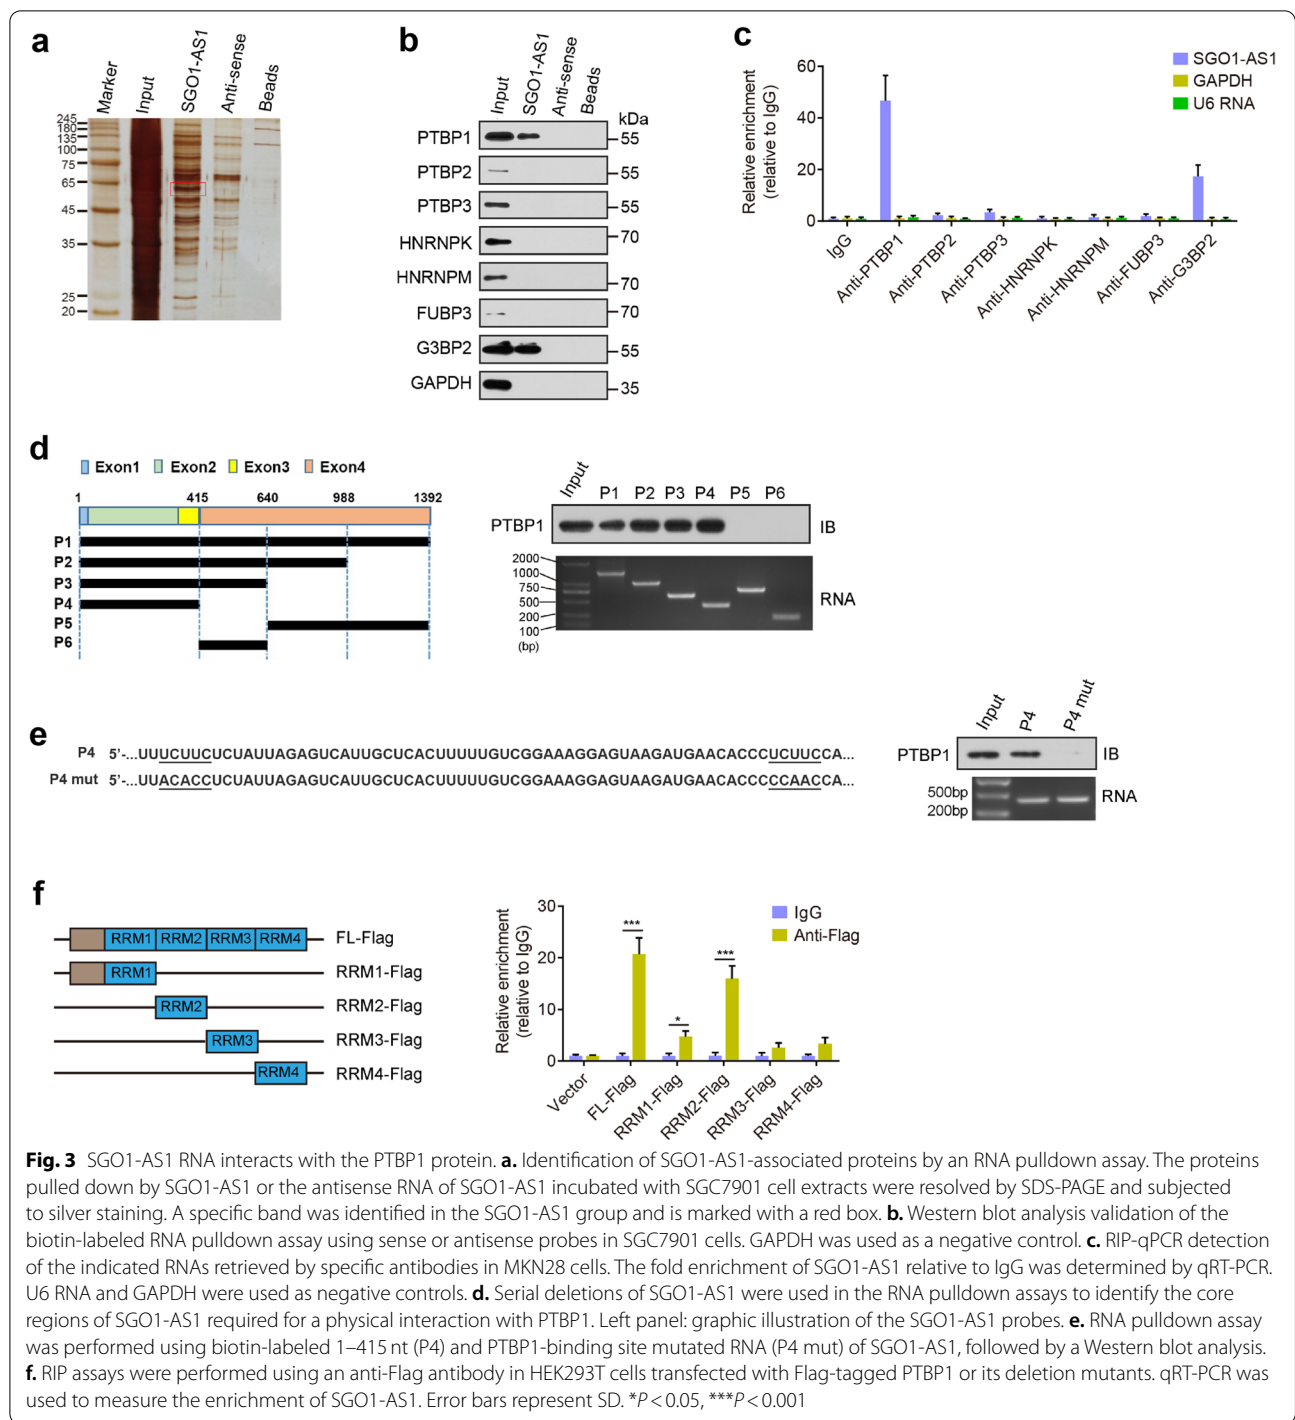 a
Marker
Input
SGO1-AS1
Anti-sense
Beads
245
180
135
100
75
65
45
35
25
20
b
Input
SGO1-AS1
Anti-sense
Beads
kDa
PTBP1
55
PTBP2
55
PTBP3
55
HNRNPK
70
HNRNPM
70
FUBP3
70
G3BP2
55
GAPDH
35
c
SGO1-AS1
GAPDH
U6 RNA
Relative enrichment
(relative to IgG)
60
40
20
0
IgG
Anti-PTBP1
Anti-PTBP2
Anti-PTBP3
Anti-HNRNPK
Anti-HNRNPM
Anti-FUBP3
Anti-G3BP2
d
Exon1 Exon2 Exon3 Exon4
1 415 640 988 1392
P1
P2
P3
P4
P5
P6
Input P1 P2 P3 P4 P5 P6
PTBP1
IB
2000
1000
750
500
200
100
(bp)
RNA
e
P4 5'-...UUUCUUCUCUAUUAGAGUCAUUGCUCACUUUUUGUCGGAAAGGAGUAAGAUGAACACCCUCUUCCA...
P4 mut 5'-...UUACACCUCUAUUAGAGUCAUUGCUCACUUUUUGUCGGAAAGGAGUAAGAUGAACACCCCCAACCA...
Input
P4
P4 mut
PTBP1
IB
500bp
200bp
RNA
f
RRM1 RRM2 RRM3 RRM4 FL-Flag
RRM1 RRM1-Flag
RRM2 RRM2-Flag
RRM3 RRM3-Flag
RRM4 RRM4-Flag
IgG
Anti-Flag
Relative enrichment
(relative to IgG)
30
20
10
0
***
*
***
Vector
FL-Flag
RRM1-Flag
RRM2-Flag
RRM3-Flag
RRM4-Flag
Fig. 3 SGO1-AS1 RNA interacts with the PTBP1 protein. a. Identification of SGO1-AS1-associated proteins by an RNA pulldown assay. The proteins
pulled down by SGO1-AS1 or the antisense RNA of SGO1-AS1 incubated with SGC7901 cell extracts were resolved by SDS-PAGE and subjected
to silver staining. A specific band was identified in the SGO1-AS1 group and is marked with a red box. b. Western blot analysis validation of the
biotin-labeled RNA pulldown assay using sense or antisense probes in SGC7901 cells. GAPDH was used as a negative control. c. RIP-qPCR detection
of the indicated RNAs retrieved by specific antibodies in MKN28 cells. The fold enrichment of SGO1-AS1 relative to IgG was determined by qRT-PCR.
U6 RNA and GAPDH were used as negative controls. d. Serial deletions of SGO1-AS1 were used in the RNA pulldown assays to identify the core
regions of SGO1-AS1 required for a physical interaction with PTBP1. Left panel: graphic illustration of the SGO1-AS1 probes. e. RNA pulldown assay
was performed using biotin-labeled 1–415 nt (P4) and PTBP1-binding site mutated RNA (P4 mut) of SGO1-AS1, followed by a Western blot analysis.
f. RIP assays were performed using an anti-Flag antibody in HEK293T cells transfected with Flag-tagged PTBP1 or its deletion mutants. qRT-PCR was
used to measure the enrichment of SGO1-AS1. Error bars represent SD. *P < 0.05, ***P < 0.001